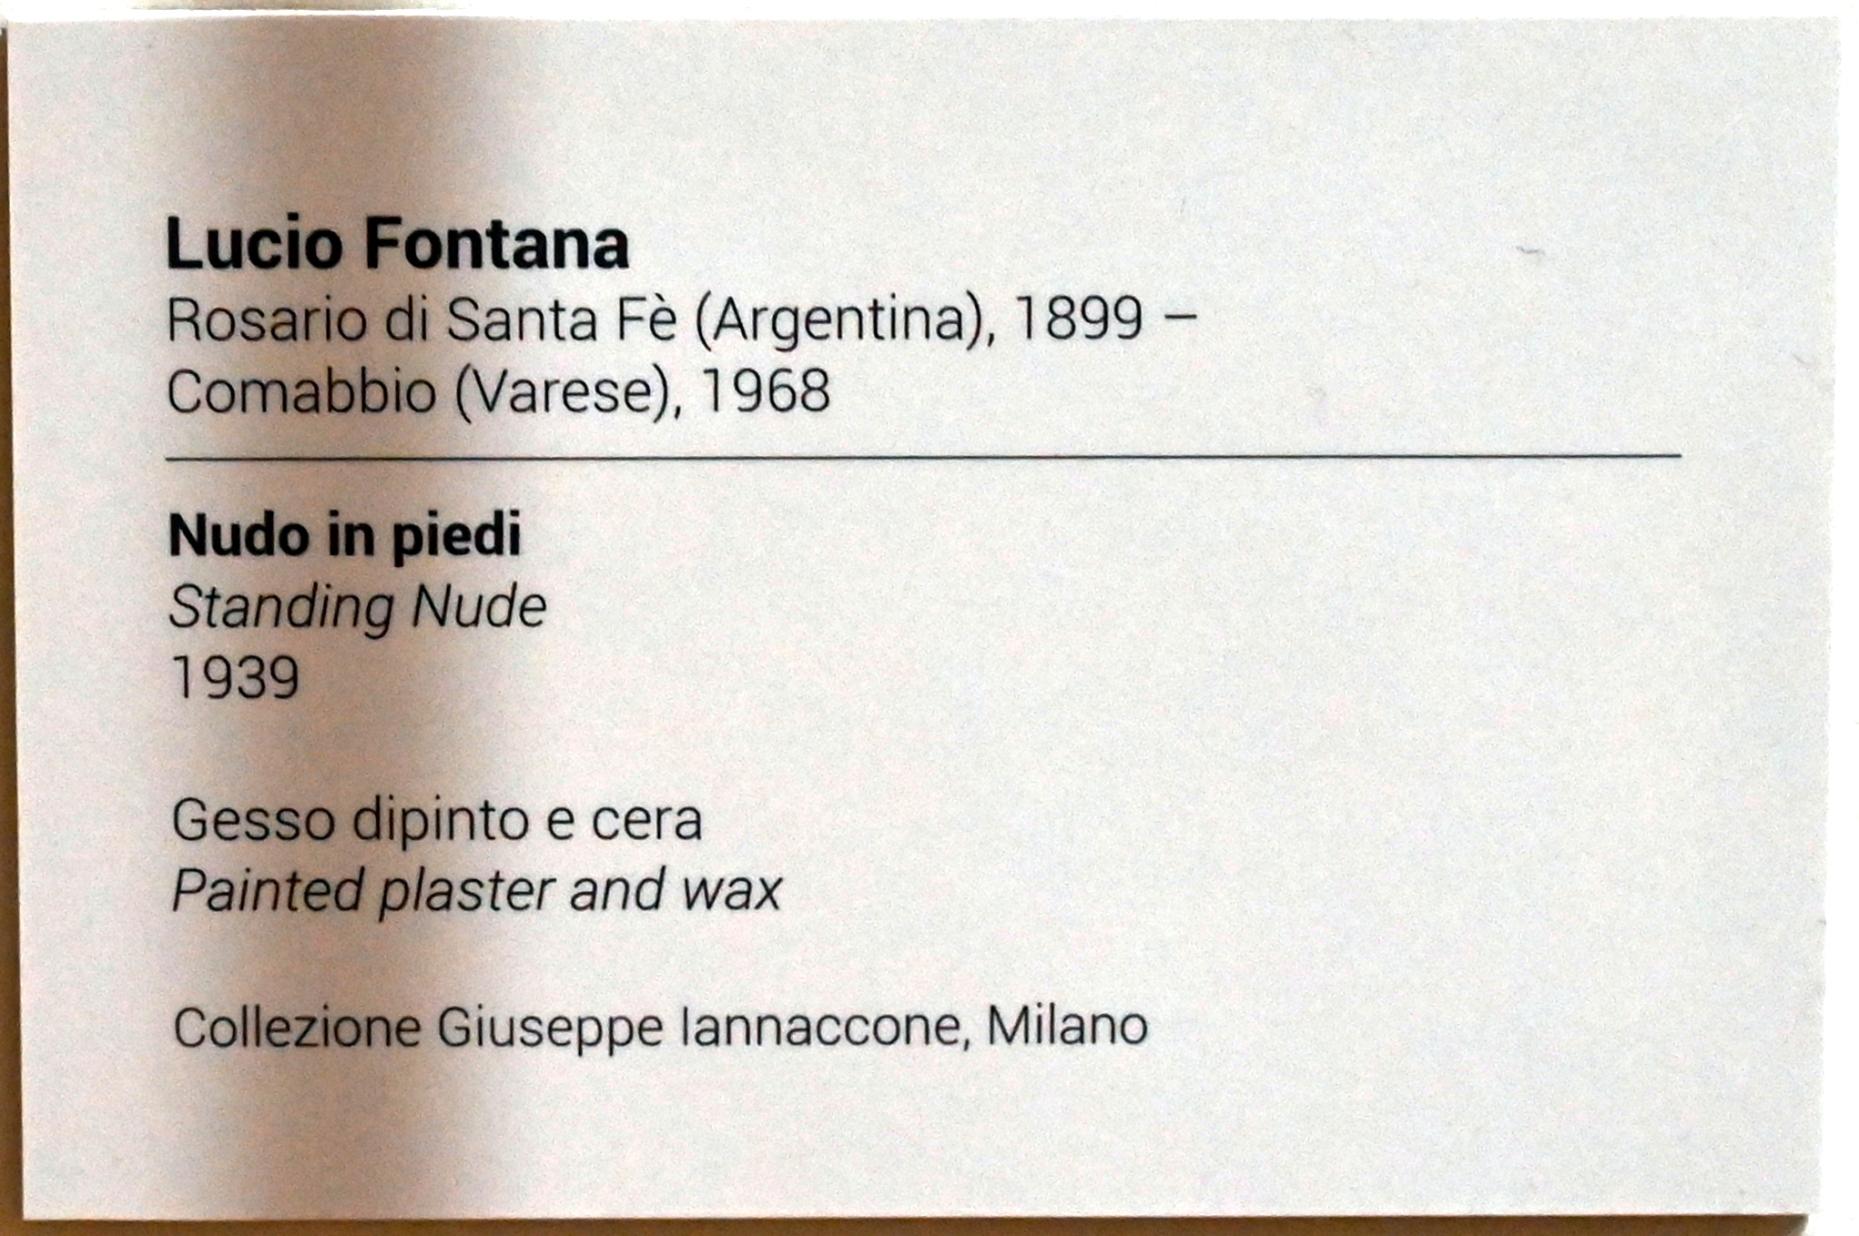 Lucio Fontana
Rosario di Santa Fè (Argentina), 1899 –
Comabbio (Varese), 1968
Nudo in piedi
Standing Nude
1939
Gesso dipinto e cera
Painted plaster and wax
Collezione Giuseppe Iannaccone, Milano